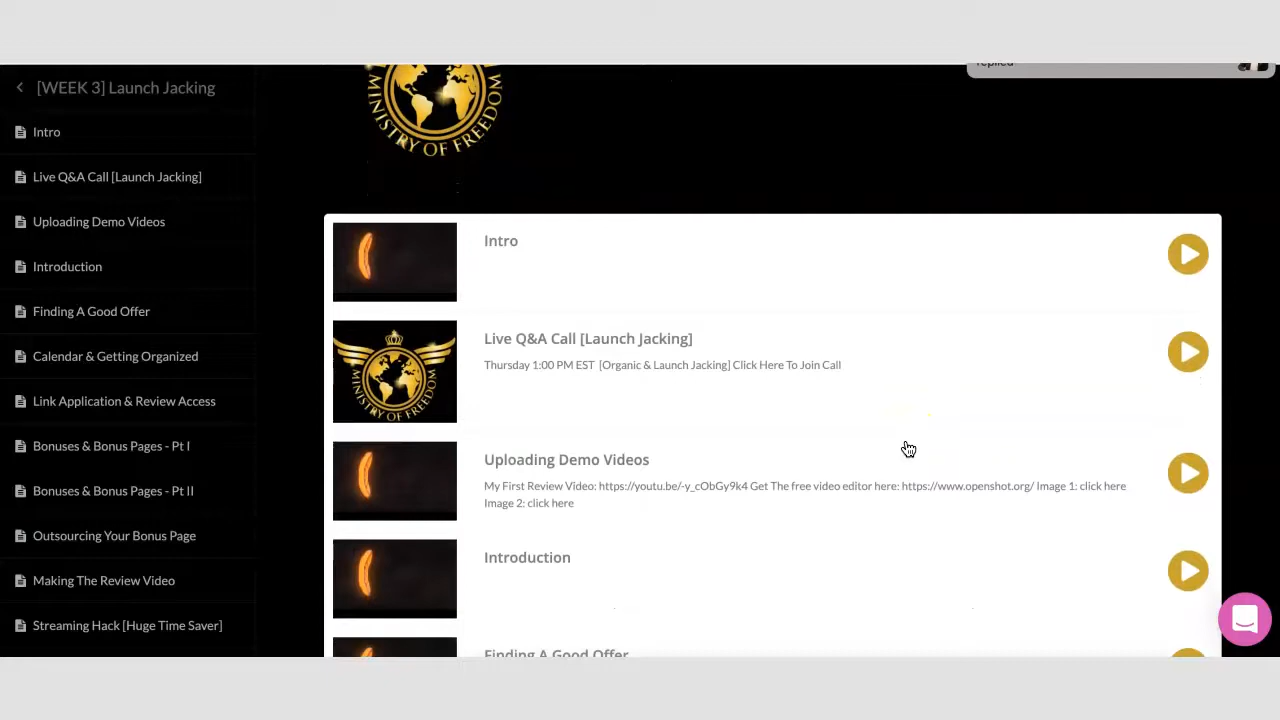 [WEEK 3] Launch Jacking
Intro
Live Q&A Call [Launch Jacking]
Uploading Demo Videos
Introduction
Finding A Good Offer
Calendar & Getting Organized
Link Application & Review Access
Bonuses & Bonus Pages - Pt I
Bonuses & Bonus Pages - Pt II
Outsourcing Your Bonus Page
Making The Review Video
Streaming Hack [Huge Time Saver]
replied
MINISTRY OF FREEDOM
Intro
Live Q&A Call [Launch Jacking]
Thursday 1:00 PM EST [Organic & Launch Jacking] Click Here To Join Call
MINISTRY OF FREEDOM
Uploading Demo Videos
My First Review Video: https://youtu.be/-y_cObGy9k4 Get The free video editor here: https://www.openshot.org/ Image 1: click here
Image 2: click here
Introduction
Finding A Good Offer